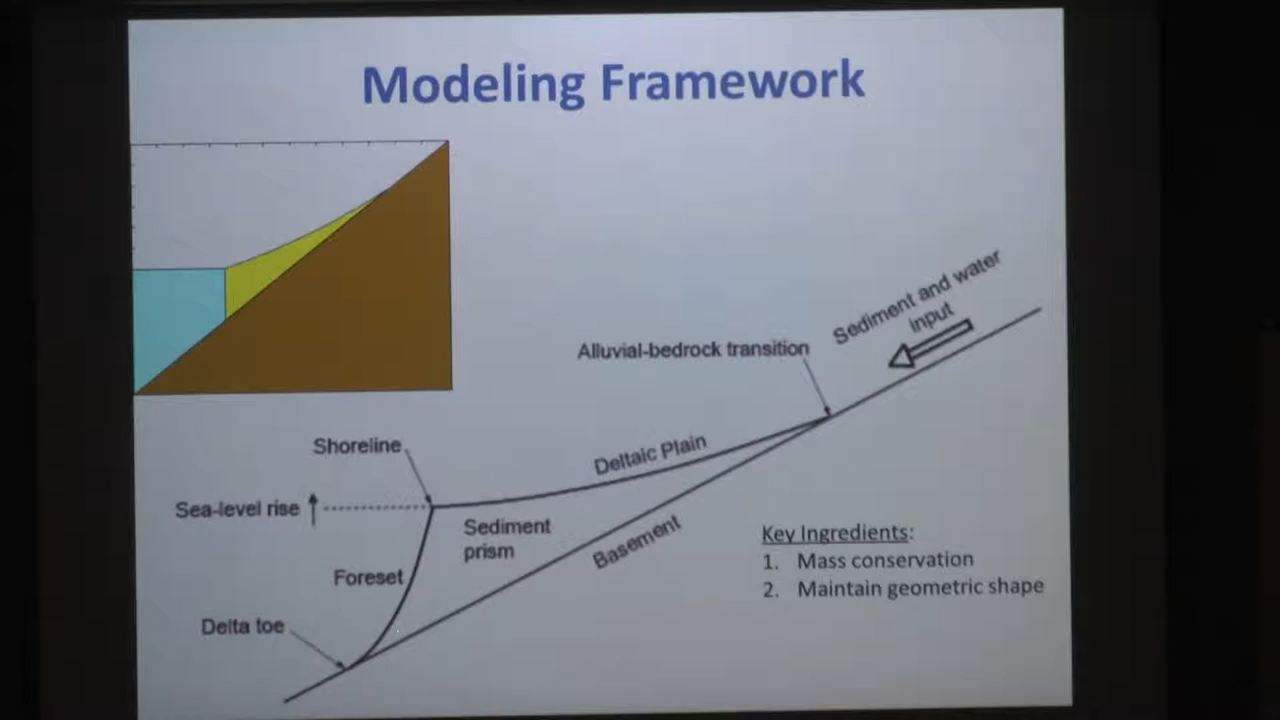 Modeling Framework
Sediment and water
input
Alluvial-bedrock transition
Shoreline
Deltaic Plain
Sea-level rise
Sediment
prism
Basement
Foreset
Delta toe
Key Ingredients:
1. Mass conservation
2. Maintain geometric shape